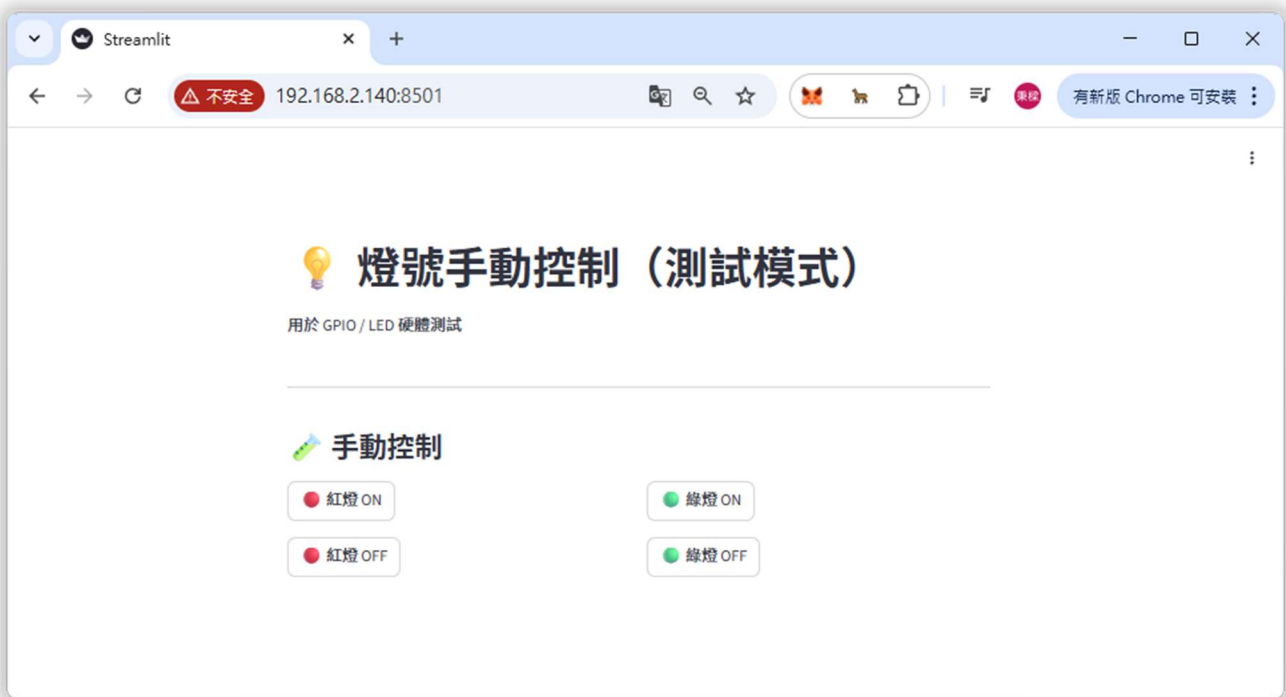 Streamlit
不安全 192.168.2.140:8501
秉樑
有新版 Chrome 可安裝
燈號手動控制（測試模式）
用於 GPIO / LED 硬體測試
手動控制
紅燈 ON
綠燈 ON
紅燈 OFF
綠燈 OFF